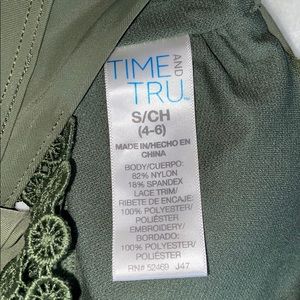 TIME AND
TRU™
S/CH
(4-6)
MADE IN/HECHO EN
CHINA
BODY/CUERPO:
82% NYLON
18% SPANDEX
LACE TRIM/
RIBETE DE ENCAJE:
100% POLYESTER/
POLIÉSTER
EMBROIDERY/
BORDADO:
100% POLYESTER/
POLIÉSTER
RN# 52469 J47